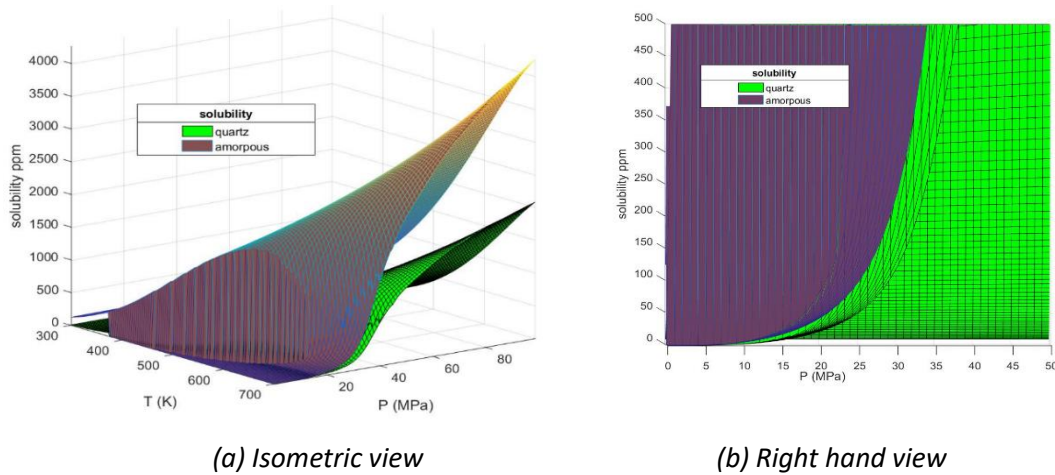 4000
3500
3000
2500
2000
1500
1000
500
0
solubility ppm
solubility
quartz
amorpous
300
400
500
600
700
T (K)
20
40
60
80
P (MPa)
(a) Isometric view
500
450
400
350
300
250
200
150
100
50
0
solubility ppm
solubility
quartz
amorpous
0 5 10 15 20 25 30 35 40 45 50
P (MPa)
(b) Right hand view